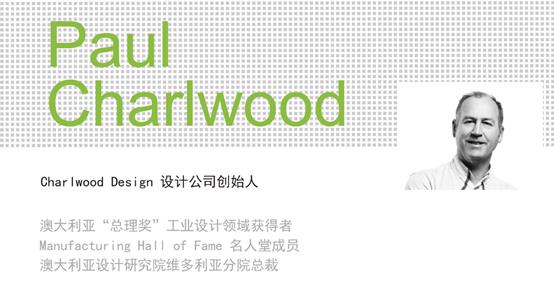 Paul
Charlwood
Charlwood Design 设计公司创始人
澳大利亚“总理奖”工业设计领域获得者
Manufacturing Hall of Fame 名人堂成员
澳大利亚设计研究院维多利亚分院总裁